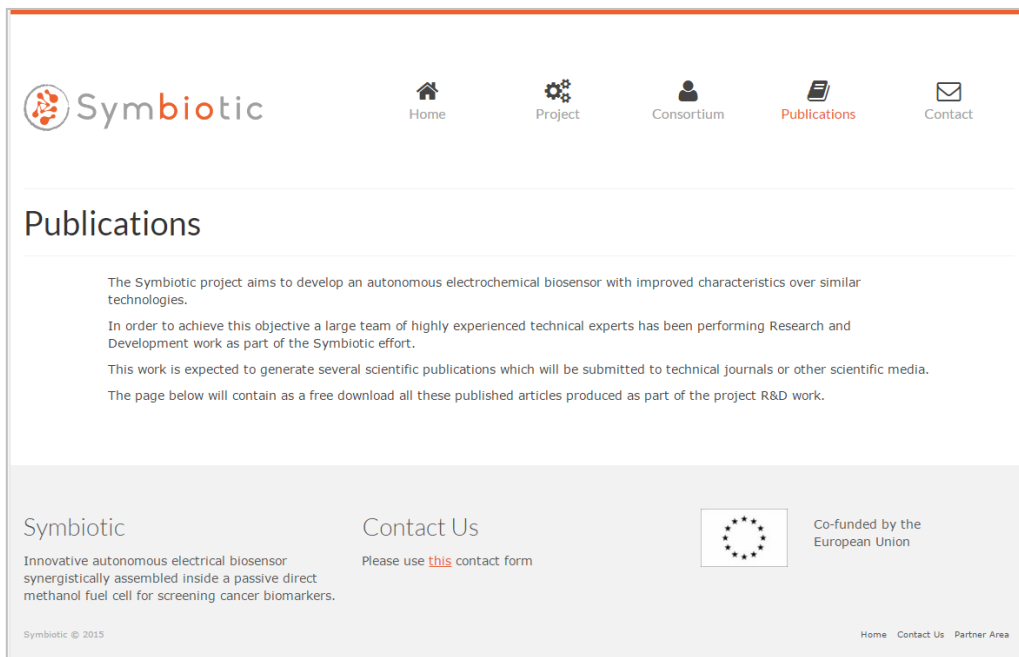 Symbiotic
Home
Project
Consortium
Publications
Contact
Publications
The Symbiotic project aims to develop an autonomous electrochemical biosensor with improved characteristics over similar
technologies.
In order to achieve this objective a large team of highly experienced technical experts has been performing Research and
Development work as part of the Symbiotic effort.
This work is expected to generate several scientific publications which will be submitted to technical journals or other scientific media.
The page below will contain as a free download all these published articles produced as part of the project R&D work.
Symbiotic
Innovative autonomous electrical biosensor
synergistically assembled inside a passive direct
methanol fuel cell for screening cancer biomarkers.
Contact Us
Please use this contact form
Co-funded by the
European Union
Symbiotic © 2015
Home Contact Us Partner Area